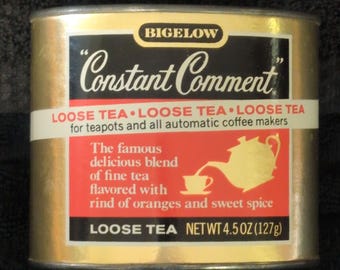 BIGELOW
"Constant Comment"
LOOSE TEA • LOOSE TEA • LOOSE TEA
for teapots and all automatic coffee makers
The famous
delicious blend
of fine tea
flavored with
rind of oranges and sweet spice
LOOSE TEA NET WT 4.5 OZ (127g)